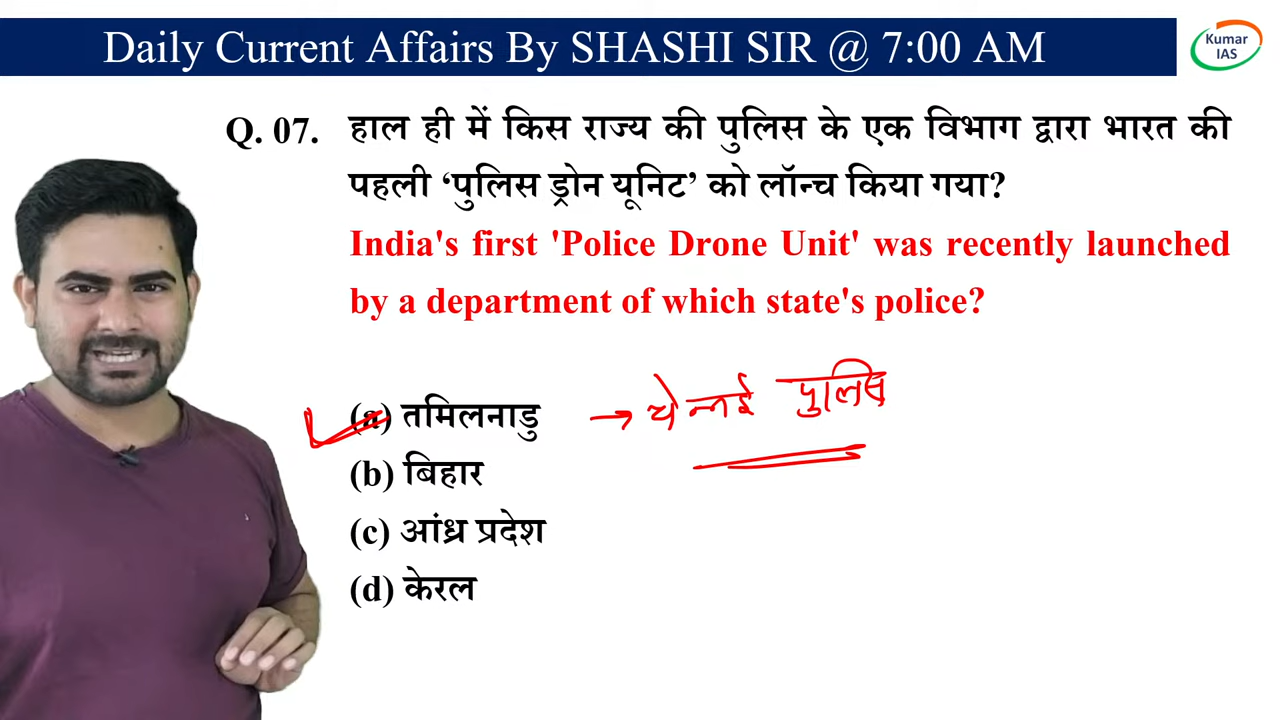 Daily Current Affairs By SHASHI SIR @ 7:00 AM
Kumar
IAS
Q. 07. हाल ही में किस राज्य की पुलिस के एक विभाग द्वारा भारत की
पहली ‘पुलिस ड्रोन यूनिट’ को लॉन्च किया गया?
India's first 'Police Drone Unit' was recently launched
by a department of which state's police?
(a) तमिलनाडु → चेन्नई पुलिस
(b) बिहार
(c) आंध्र प्रदेश
(d) केरल